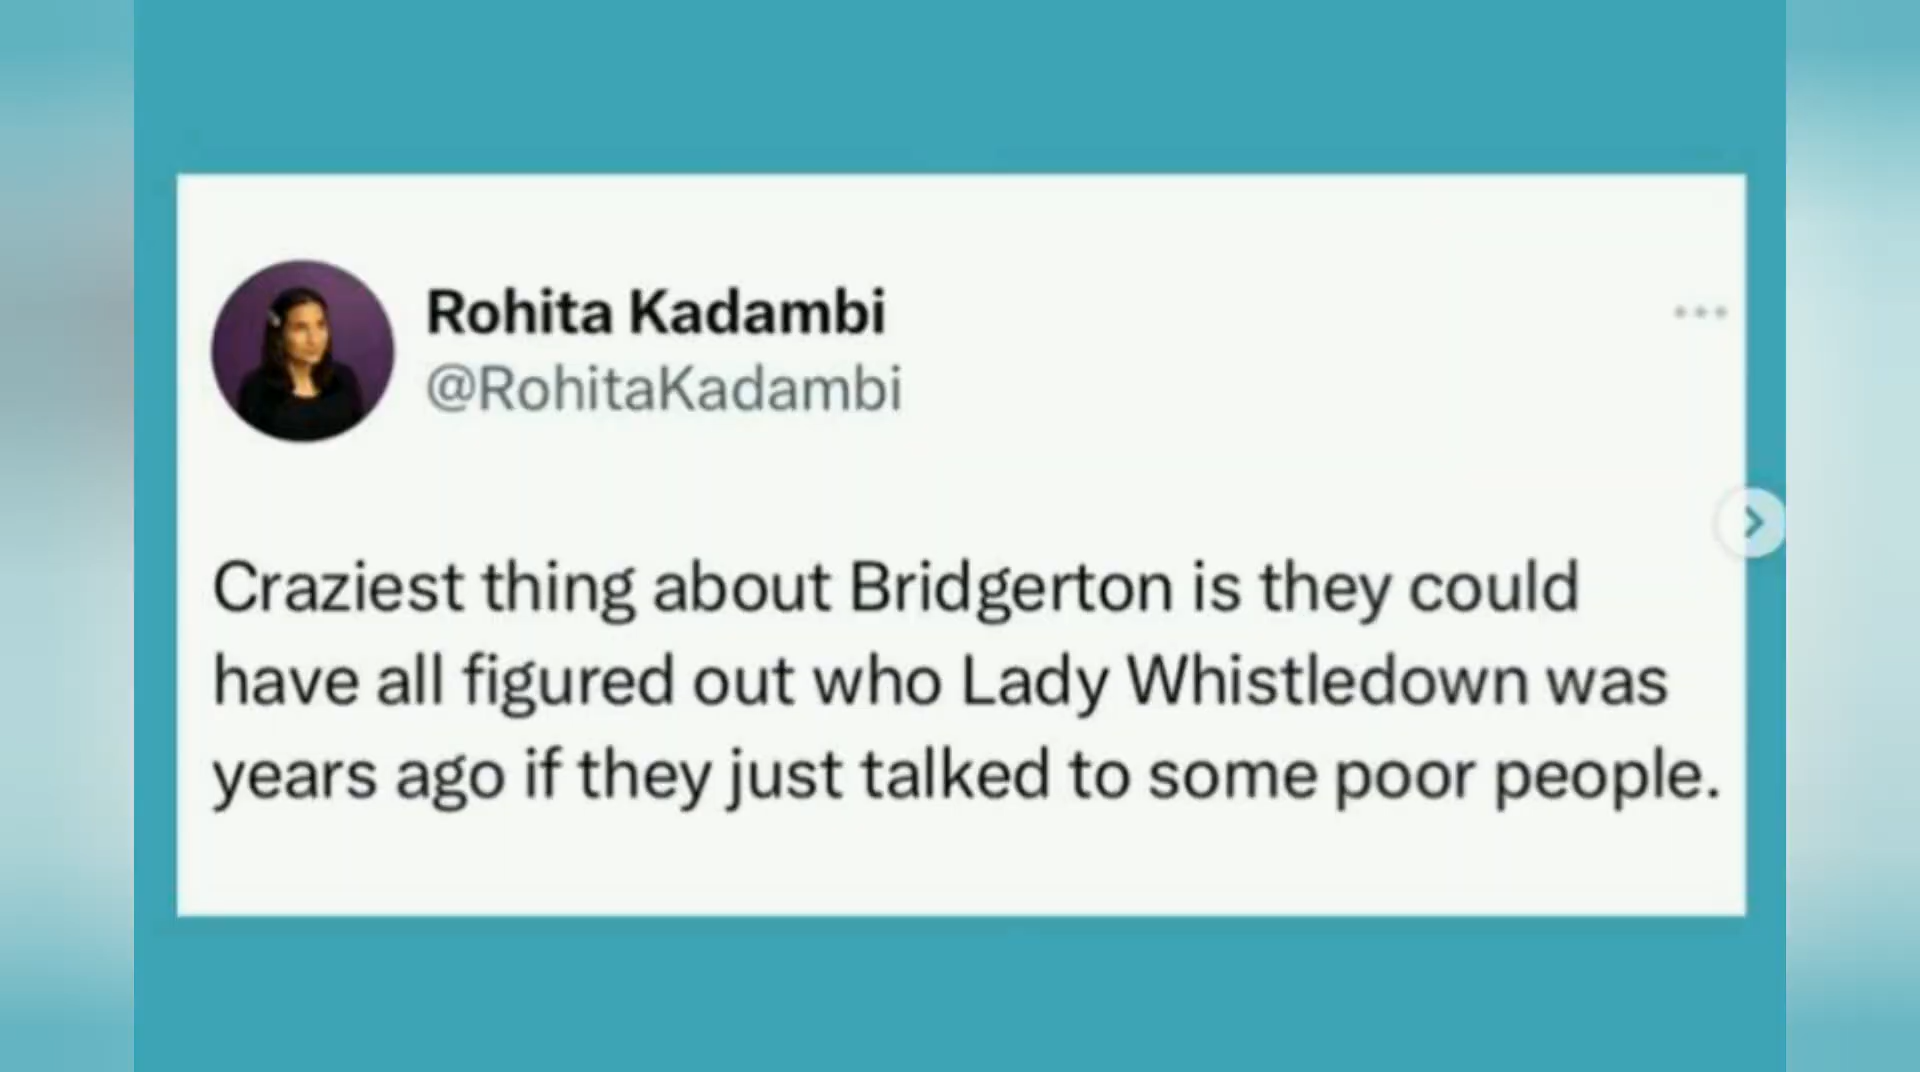 Rohita Kadambi
@RohitaKadambi
Craziest thing about Bridgerton is they could
have all figured out who Lady Whistledown was
years ago if they just talked to some poor people.